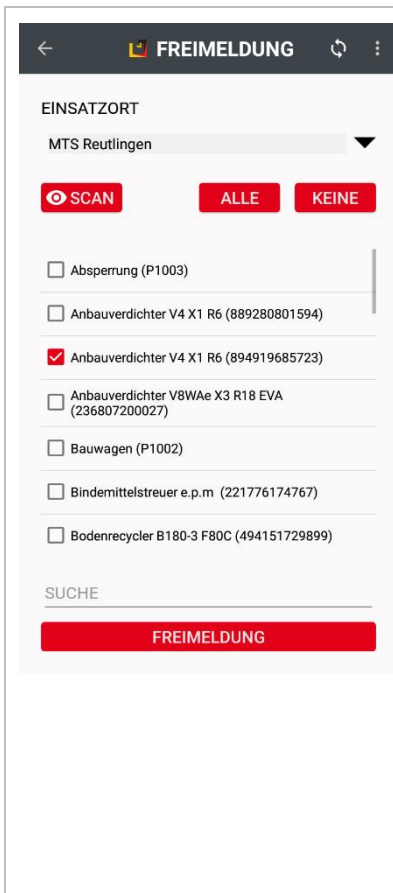 FREIMELDUNG
EINSATZORT
MTS Reutlingen
SCAN
ALLE
KEINE
Absperrung (P1003)
Anbauverdichter V4 X1 R6 (889280801594)
Anbauverdichter V4 X1 R6 (894919685723)
Anbauverdichter V8WAe X3 R18 EVA
(236807200027)
Bauwagen (P1002)
Bindemittelstreuer e.p.m (221776174767)
Bodenrecycler B180-3 F80C (494151729899)
SUCHE
FREIMELDUNG